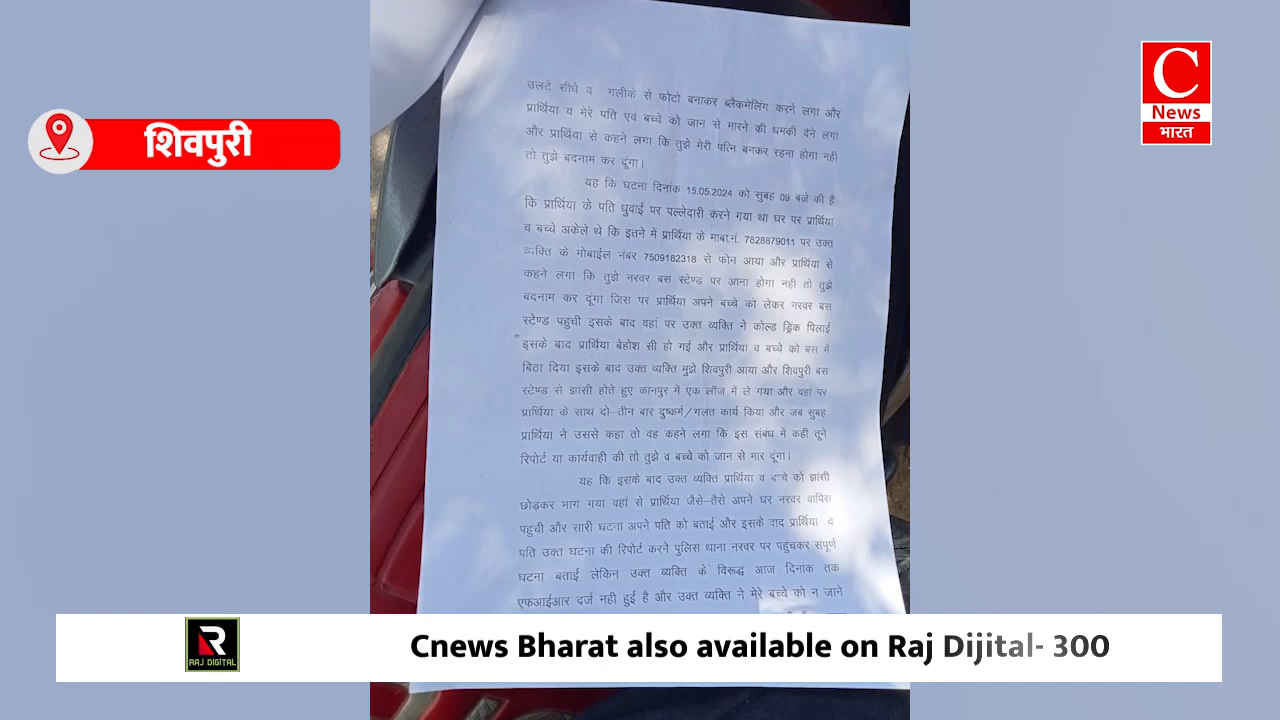 शिवपुरी
C
News
भारत
उलटे सीधे व गलीके से फोटो बनाकर ब्लैकमेलिंग करने लगा और
प्रार्थिया व मेरे पति एवं बच्चे को जान से मारने की धमकी देने लगा
और प्रार्थिया से कहने लगा कि तुझे मेरी पत्नि बनकर रहना होगा नही
तो तुझे बदनाम कर दूंगा।
यह कि घटना दिनांक 15.05.2024 को सुबह 09 बजे की है
कि प्रार्थिया के पति धुवाई पर पल्लेदारी करने गया था घर पर प्रार्थिया
व बच्चे अकेले थे कि इतने में प्रार्थिया के माबा.नं. 7828879011 पर उक्त
व्यक्ति के मोबाईल नंबर 7509182318 से फोन आया और प्रार्थिया से
कहने लगा कि तुझे नरवर बस स्टेण्ड पर आना होगा नही तो तुझे
बदनाम कर दूंगा जिस पर प्रार्थिया अपने बच्चे को लेकर नरवर बस
स्टेण्ड पहुंची इसके बाद वहां पर उक्त व्यक्ति ने कोल्ड ड्रिंक पिलाई
इसके बाद प्रार्थिया बेहोश सी हो गई और प्रार्थिया व बच्चे को बस में
बिठा दिया इसके बाद उक्त व्यक्ति मुझे शिवपुरी आया और शिवपुरी बस
स्टेण्ड से झांसी होते हुए कानपुर में एक लॉज में ले गया और वहां पर
प्रार्थिया के साथ दो-तीन बार दुष्कर्म/गलत कार्य किया और जब सुबह
प्रार्थिया ने उससे कहा तो वह कहने लगा कि इस संबंध मे कहीं तूने
रिपोर्ट या कार्यवाही की तो तुझे व बच्चे को जान से मार दूंगा।
यह कि इसके बाद उक्त व्यक्ति प्रार्थिया व बच्चे को झांसी
छोड़कर भाग गया वहां से प्रार्थिया जैसे-तैसे अपने घर नरवर वापिस
पहुंची और सारी घटना अपने पति को बताई और इसके बाद प्रार्थिया व
पति उक्त घटना की रिपोर्ट करने पुलिस थाना नरवर पर पहुंचकर संपूर्ण
घटना बताई लेकिन उक्त व्यक्ति के विरूद्ध आज दिनांक तक
एफआईआर दर्ज नही हुई है और उक्त व्यक्ति ने मेरे बच्चे को न जाने
R
RAJ DIGITAL
Cnews Bharat also available on Raj Dijital- 300